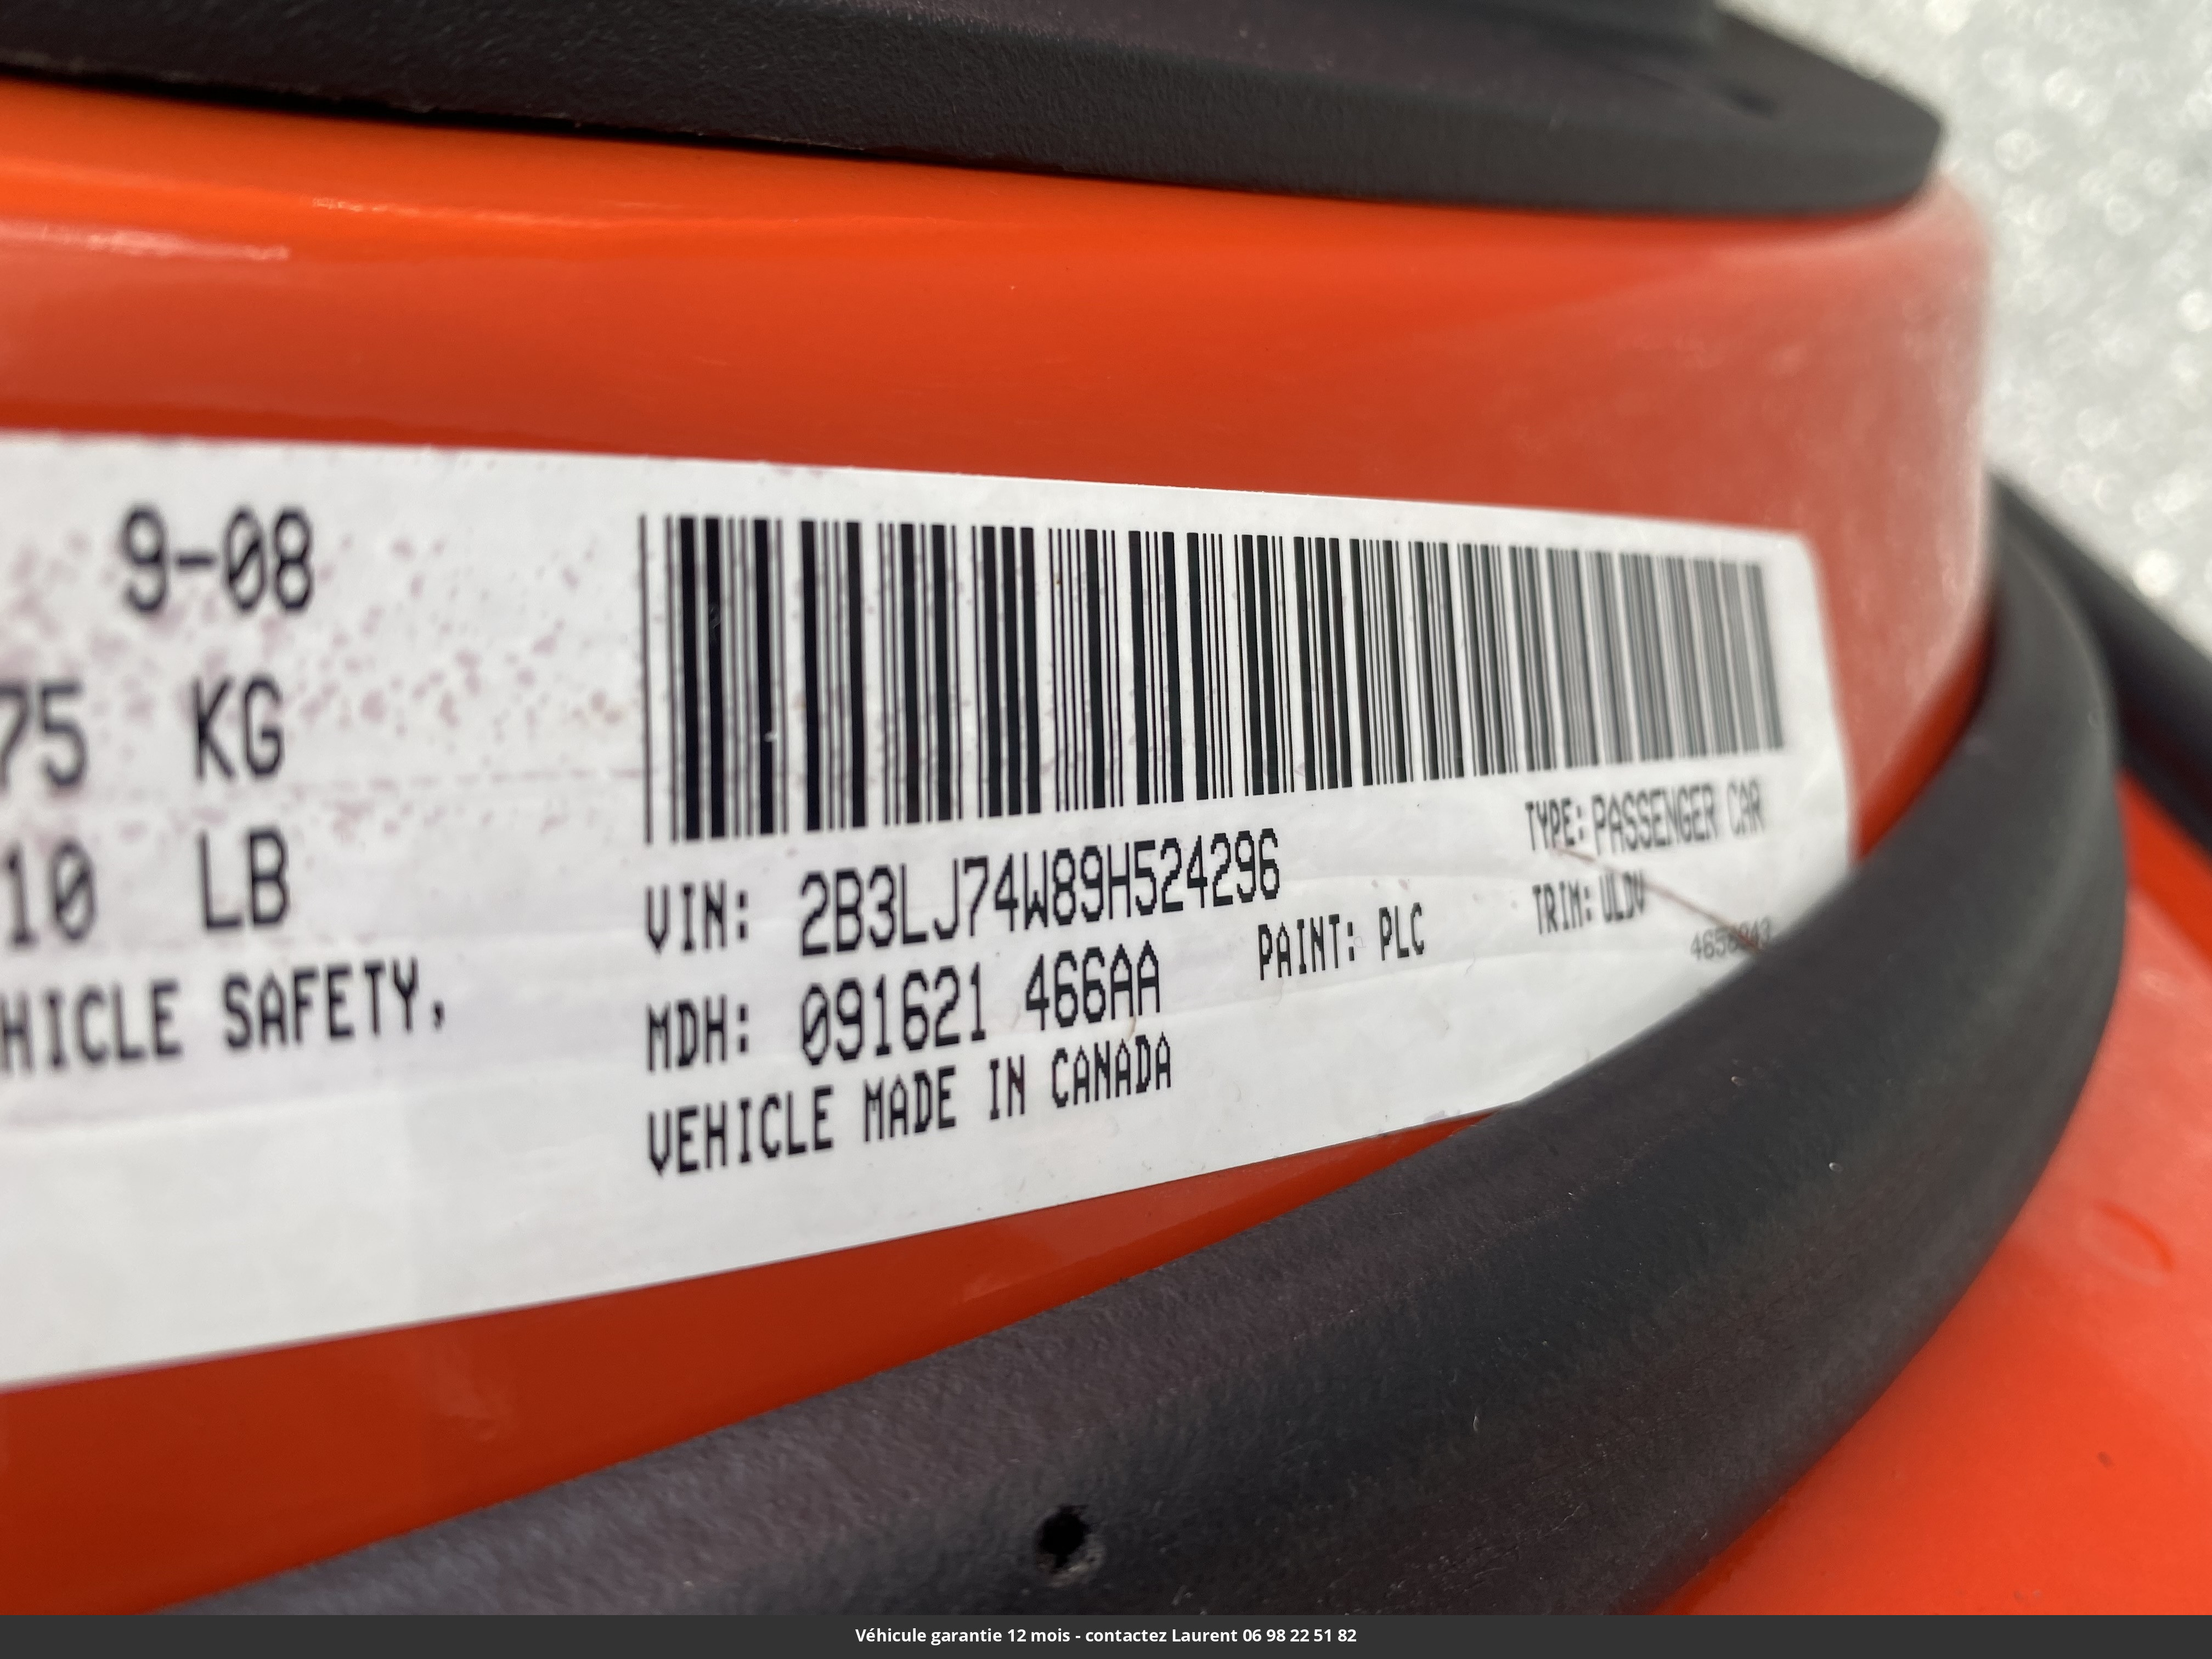 9-08
75 KG
10 LB
HICLE SAFETY,
VIN: 2B3LJ74W89H524296
TYPE: PASSENGER CAR
MDH: 091621 466AA
PAINT: PLC
TRIM: ULDV
VEHICLE MADE IN CANADA
Véhicule garantie 12 mois - contactez Laurent 06 98 22 51 82